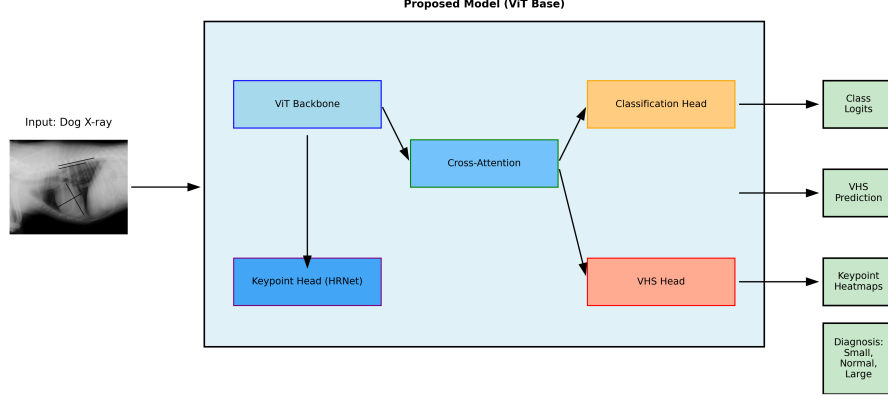 Proposed Model (ViT Base)
Input: Dog X-ray
ViT Backbone
Cross-Attention
Classification Head
Keypoint Head (HRNet)
VHS Head
Class
Logits
VHS
Prediction
Keypoint
Heatmaps
Diagnosis:
Small,
Normal,
Large